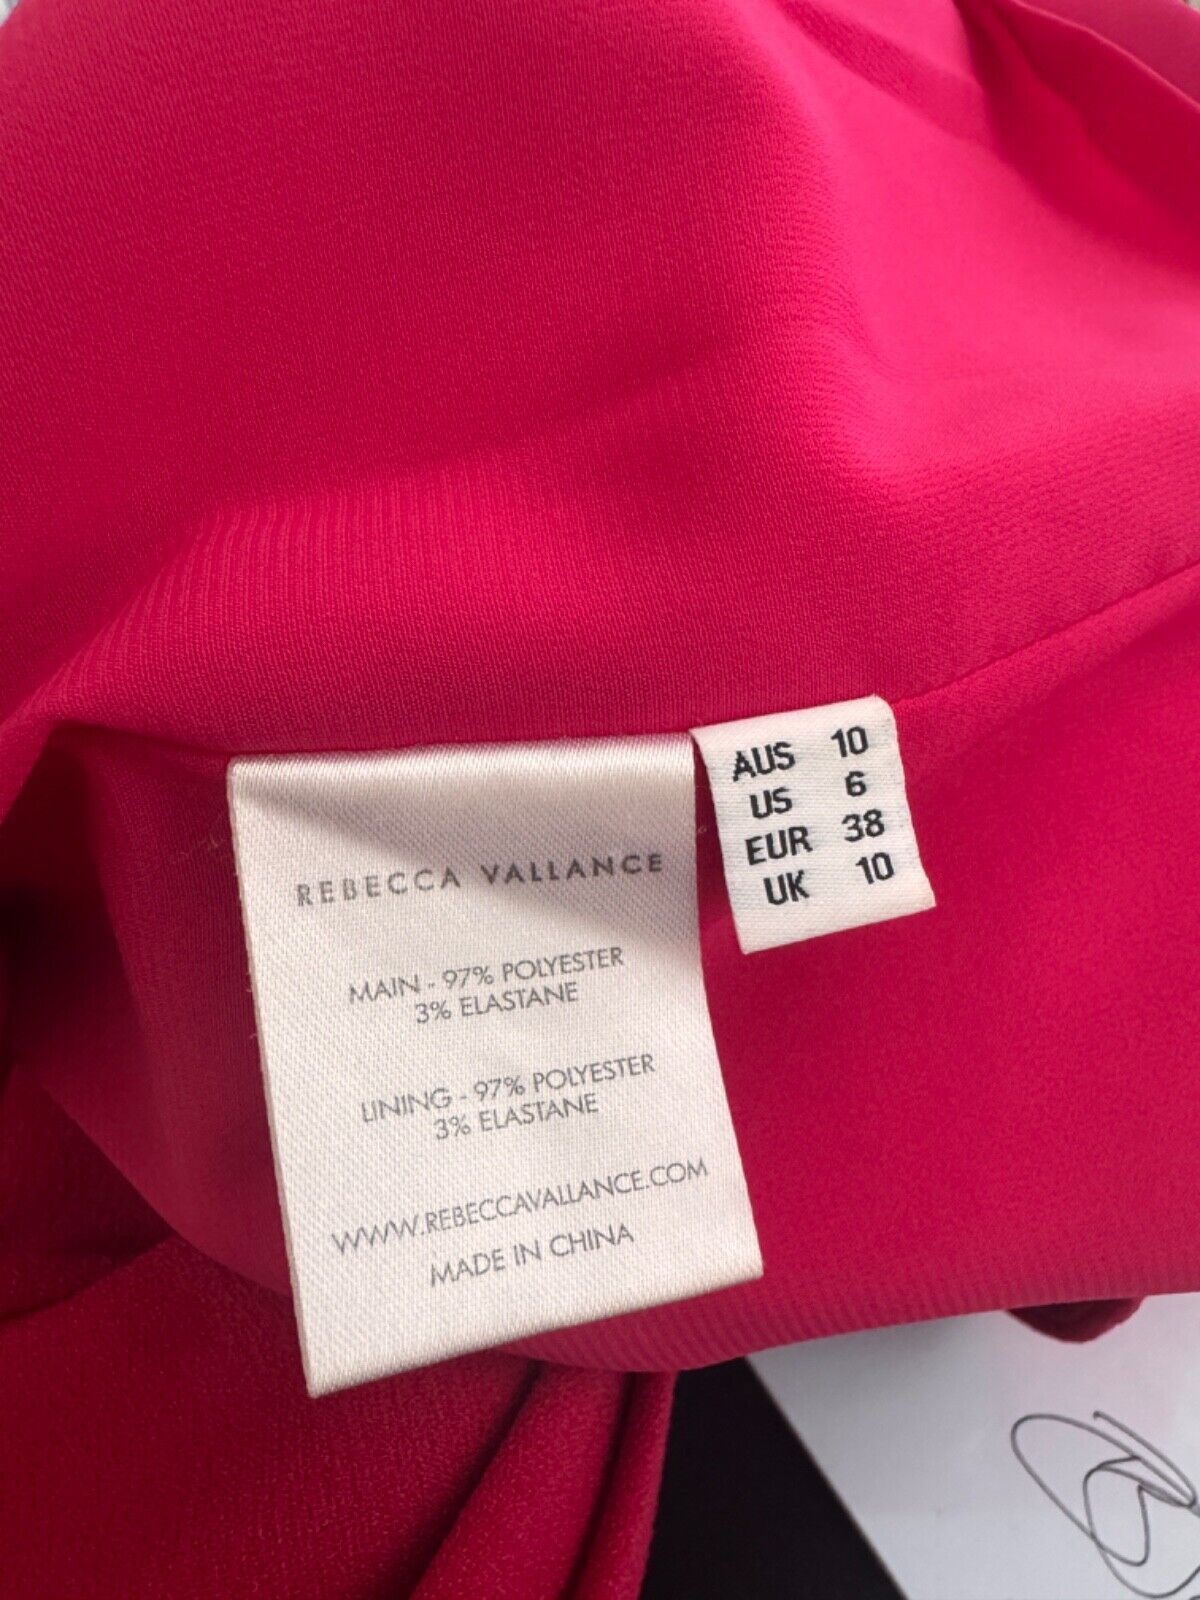 REBECCA VALLANCE
MAIN - 97% POLYESTER
3% ELASTANE
LINING - 97% POLYESTER
3% ELASTANE
WWW.REBECCAVALLANCE.COM
MADE IN CHINA
AUS 10
US 6
EUR 38
UK 10